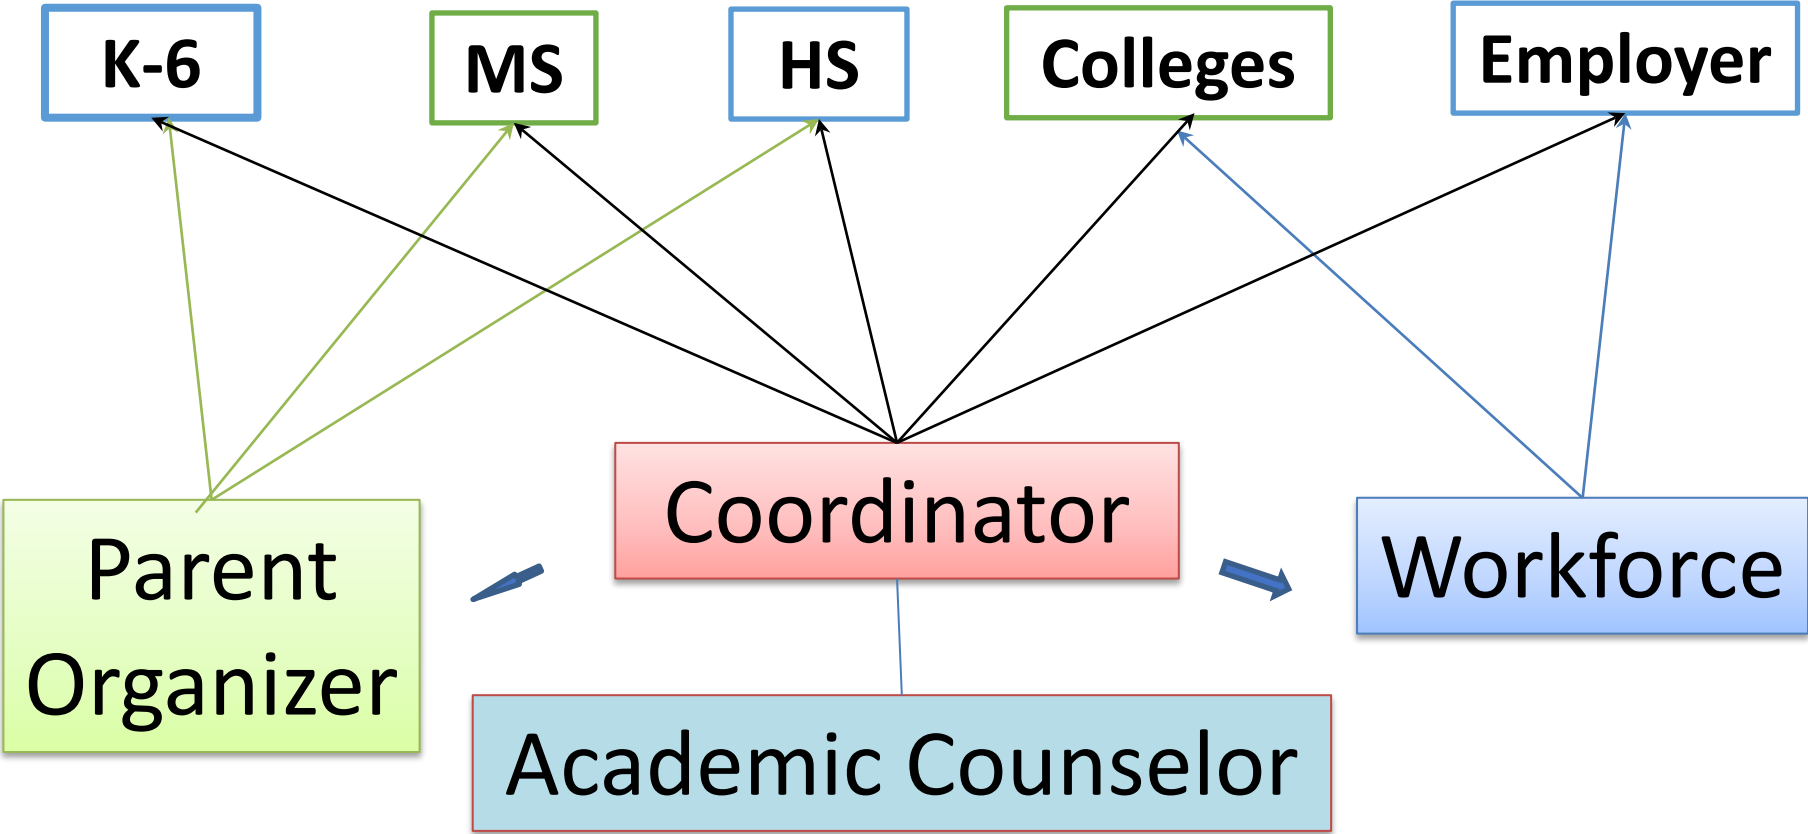 K-6
MS
HS
Colleges
Employer
Coordinator
Parent
Organizer
Workforce
Academic Counselor